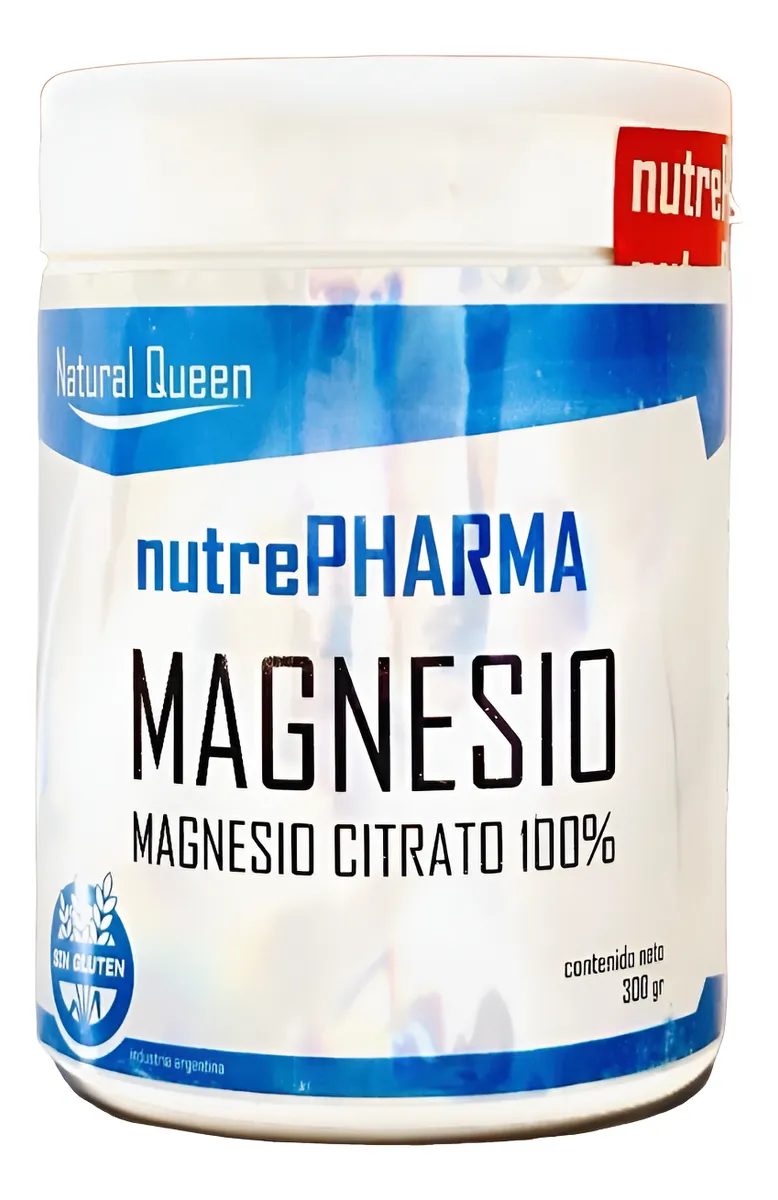 nutre
Natural Queen
nutrePHARMA
MAGNESIO
MAGNESIO CITRATO 100%
SIN GLUTEN
contenido neto
300 gr
industria argentina